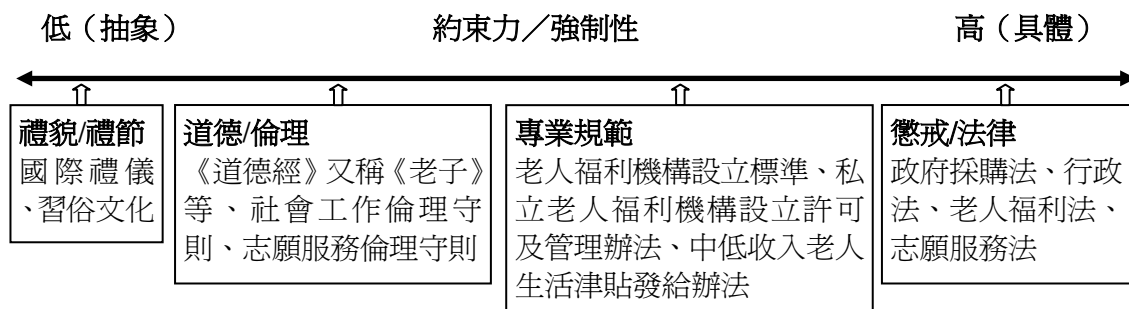 低（抽象） 約束力／強制性 高（具體）
禮貌/禮節
國際禮儀
、習俗文化
道德/倫理
《道德經》又稱《老子》
等、社會工作倫理守
則、志願服務倫理守則
專業規範
老人福利機構設立標準、私
立老人福利機構設立許可
及管理辦法、中低收入老人
生活津貼發給辦法
懲戒/法律
政府採購法、行政
法、老人福利法、
志願服務法